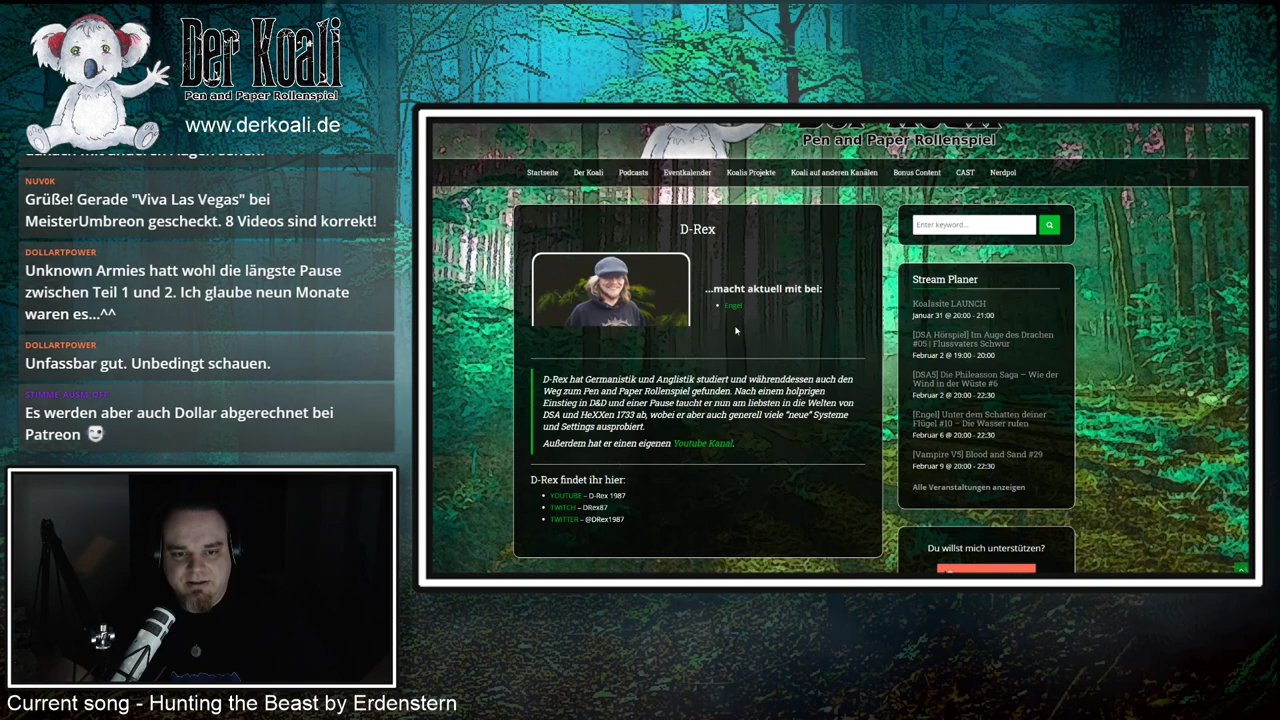 Der Koali
Pen and Paper Rollenspiel
www.derkoali.de
NUV0K
Grüße! Gerade "Viva Las Vegas" bei
MeisterUmbreon gescheckt. 8 Videos sind korrekt!
DOLLARTPOWER
Unknown Armies hatt wohl die längste Pause
zwischen Teil 1 und 2. Ich glaube neun Monate
waren es...^^
DOLLARTPOWER
Unfassbar gut. Unbedingt schauen.
STIMME_AUSM_OFF
Es werden aber auch Dollar abgerechnet bei
Patreon
Current song - Hunting the Beast by Erdenstern
Pen and Paper Rollenspiel
Startseite Der Koali Podcasts Eventkalender Koalis Projekte Koali auf anderen Kanälen Bonus Content CAST Nerdpol
D-Rex
...macht aktuell mit bei:
Engel
D-Rex hat Germanistik und Anglistik studiert und währenddessen auch den
Weg zum Pen and Paper Rollenspiel gefunden. Nach einem holprigen
Einstieg in D&D und einer Pause taucht er nun am liebsten in die Welten von
DSA und HeXXen 1733 ab, wobei er aber auch generell viele "neue" Systeme
und Settings ausprobiert.
Außerdem hat er einen eigenen Youtube Kanal.
D-Rex findet ihr hier:
YOUTUBE – D-Rex 1987
TWITCH – DRex87
TWITTER – @DRex1987
Enter keyword...
Stream Planer
Koalasite LAUNCH
Januar 31 @ 20:00 - 21:00
[DSA Hörspiel] Im Auge des Drachen
#05 | Flussvaters Schwur
Februar 2 @ 19:00 - 20:00
[DSA5] Die Phileasson Saga – Wie der
Wind in der Wüste #6
Februar 2 @ 20:00 - 22:30
[Engel] Unter dem Schatten deiner
Flügel #10 – Die Wasser rufen
Februar 6 @ 20:00 - 22:30
[Vampire V5] Blood and Sand #29
Februar 9 @ 20:00 - 22:30
Alle Veranstaltungen anzeigen
Du willst mich unterstützen?